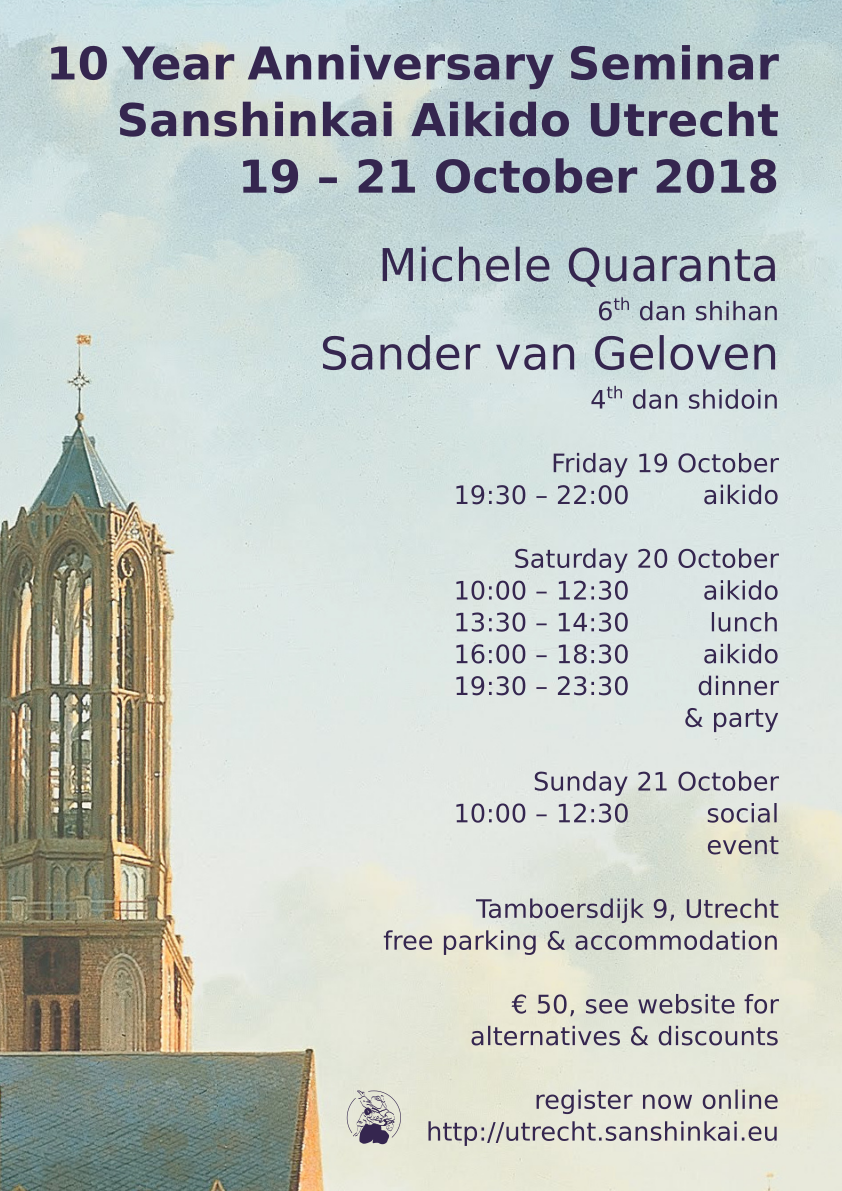 10 Year Anniversary Seminar
Sanshinkai Aikido Utrecht
19 – 21 October 2018
Michele Quaranta
6th dan shihan
Sander van Geloven
4th dan shidoin
Friday 19 October
19:30 – 22:00 aikido
Saturday 20 October
10:00 – 12:30 aikido
13:30 – 14:30 lunch
16:00 – 18:30 aikido
19:30 – 23:30 dinner
& party
Sunday 21 October
10:00 – 12:30 social
event
Tamboersdijk 9, Utrecht
free parking & accommodation
€ 50, see website for
alternatives & discounts
register now online
http://utrecht.sanshinkai.eu